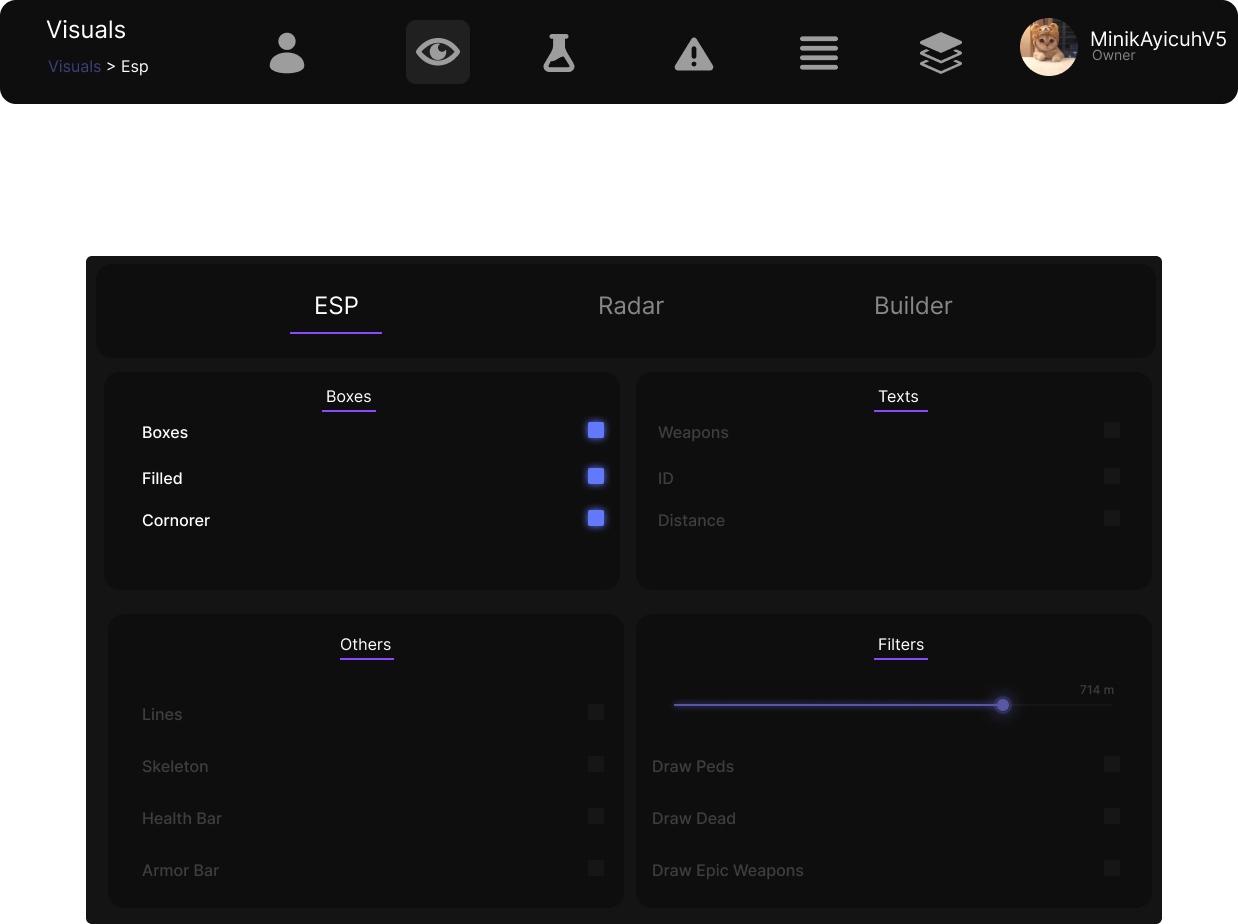 Visuals
Visuals > Esp
MinikAyicuhV5
Owner
ESP Radar Builder
Boxes
Boxes
Filled
Cornorer
Texts
Weapons
ID
Distance
Others
Lines
Skeleton
Health Bar
Armor Bar
Filters
714 m
Draw Peds
Draw Dead
Draw Epic Weapons